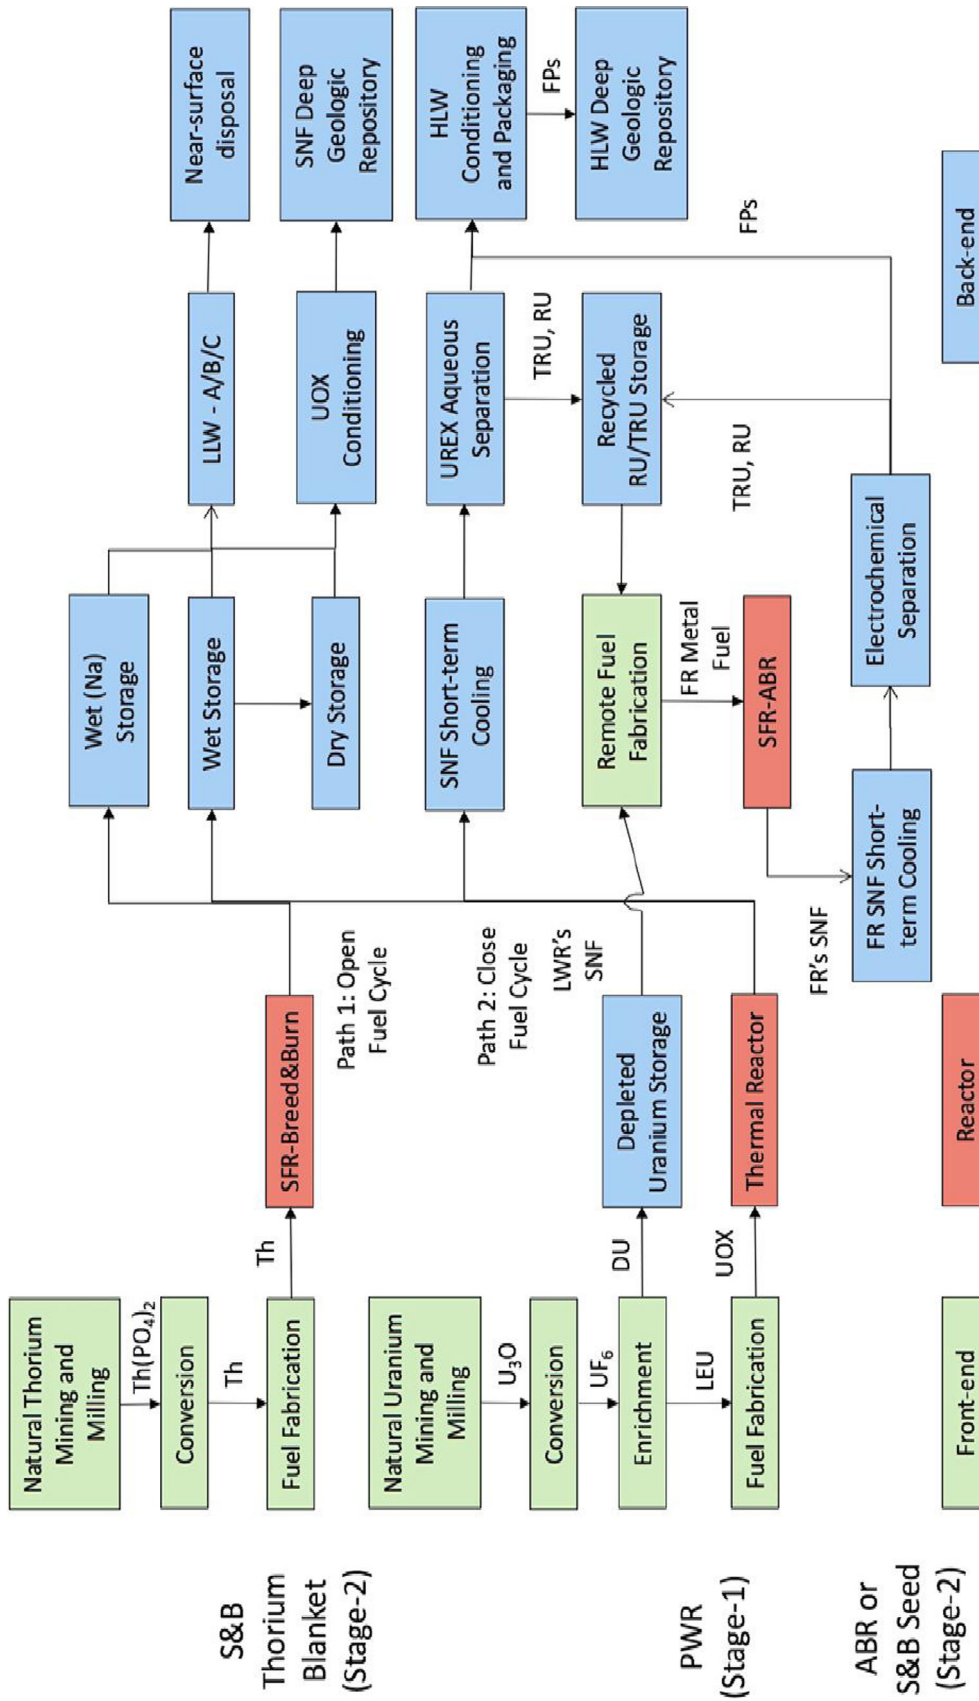 S&B
Thorium
Blanket
(Stage-2)
Natural Thorium
Mining and
Milling
Th(PO₄)₂
Conversion
Th
Fuel Fabrication
Th
SFR-Breed&Burn
Path 1: Open
Fuel Cycle
Wet (Na)
Storage
Wet Storage
Dry Storage
LLW - A/B/C
Near-surface
disposal
UOX
Conditioning
SNF Deep
Geologic
Repository
PWR
(Stage-1)
Natural Uranium
Mining and
Milling
U₃O
Conversion
UF₆
Enrichment
LEU
Fuel Fabrication
DU
UOX
Depleted
Uranium Storage
Thermal Reactor
Path 2: Close
Fuel Cycle
LWR's
SNF
SNF Short-term
Cooling
UREX Aqueous
Separation
HLW
Conditioning
and Packaging
FPs
HLW Deep
Geologic
Repository
TRU, RU
Recycled
RU/TRU Storage
Remote Fuel
Fabrication
FR Metal
Fuel
SFR-ABR
TRU, RU
FPs
ABR or
S&B Seed
(Stage-2)
FR's SNF
FR SNF Short-
term Cooling
Electrochemical
Separation
Front-end
Reactor
Back-end